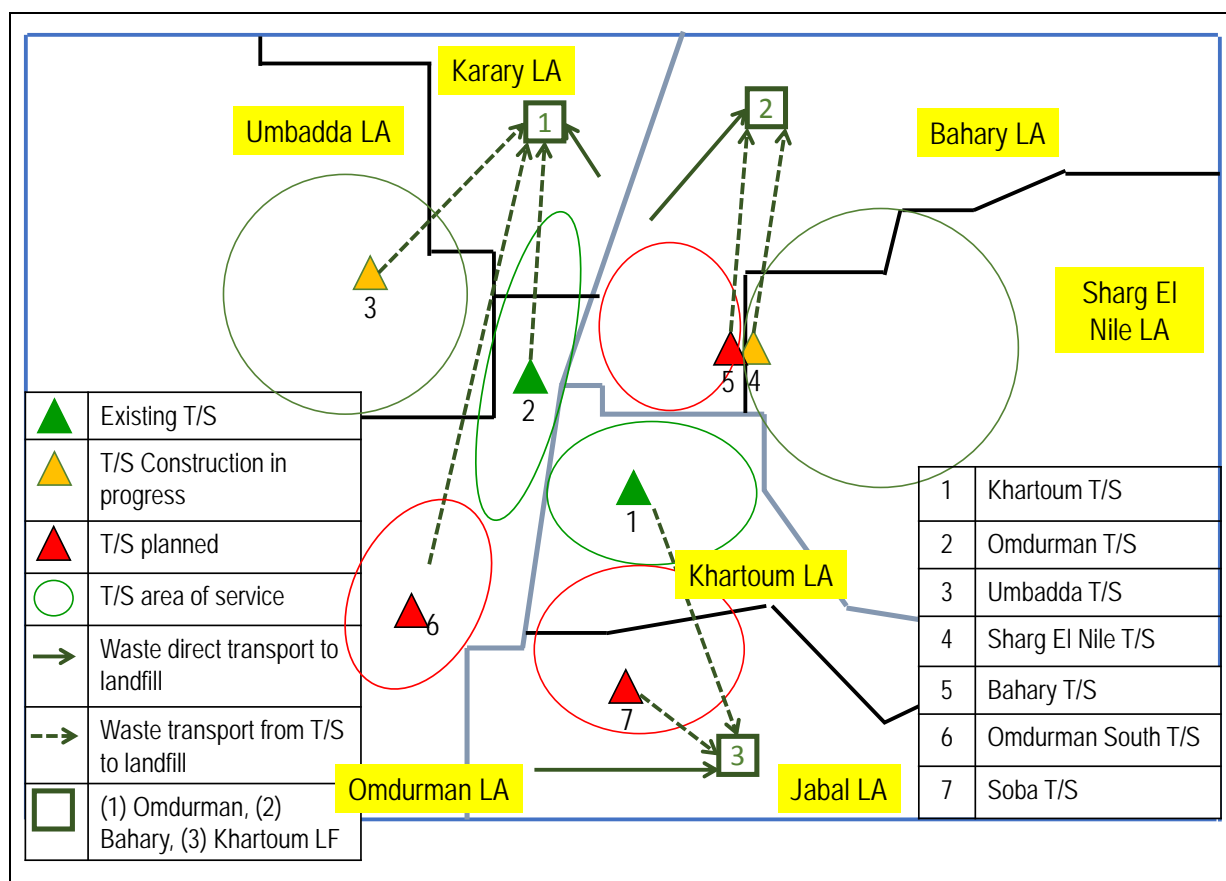 Karary LA
Umbadda LA
1
2
Bahary LA
3
Sharg El
Nile LA
5
4
2
1
Khartoum LA
6
7
3
Omdurman LA
Jabal LA
Existing T/S
T/S Construction in
progress
T/S planned
T/S area of service
Waste direct transport to
landfill
Waste transport from T/S
to landfill
(1) Omdurman, (2)
Bahary, (3) Khartoum LF
1 Khartoum T/S
2 Omdurman T/S
3 Umbadda T/S
4 Sharg El Nile T/S
5 Bahary T/S
6 Omdurman South T/S
7 Soba T/S